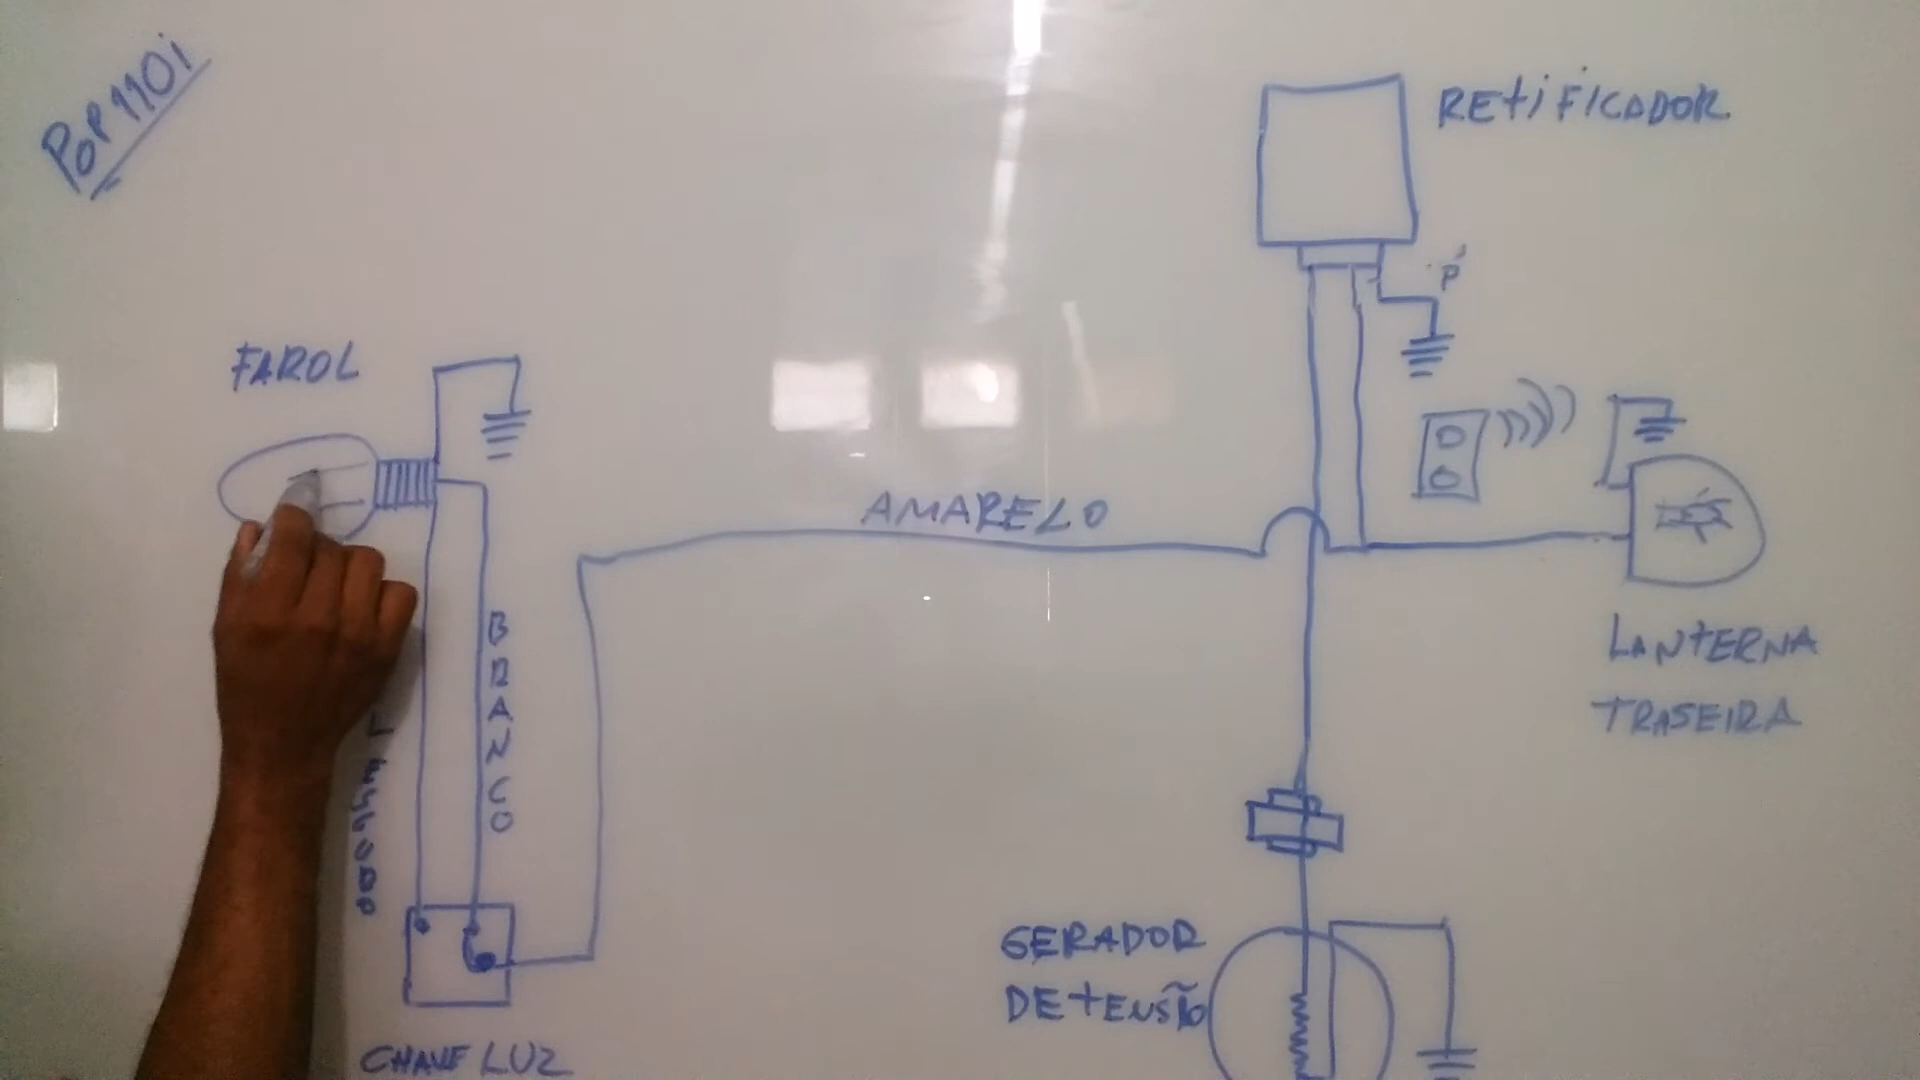 POP 110i
RETIFICADOR
P
FAROL
AMARELO
BRANCO
LANTERNA
TRASEIRA
GERADOR
DE TENSÃO
CHAVE LUZ